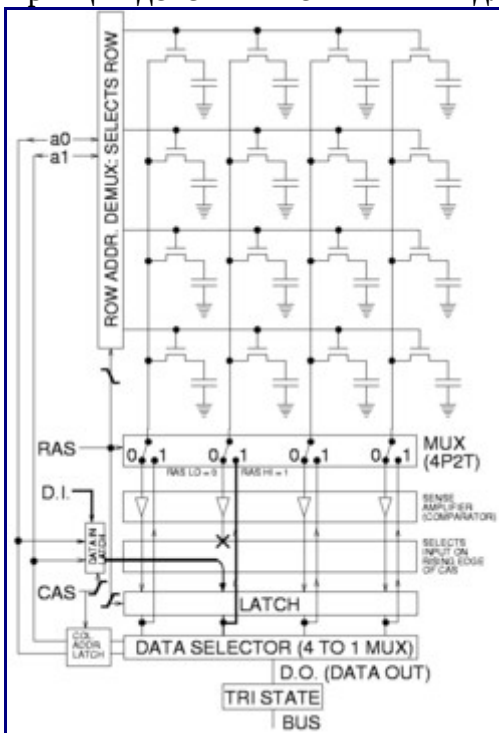 ROW ADDR. DEMUX: SELECTS ROW
a0
a1
RAS
0 1 0 1 0 1 0 1
MUX
(4P2T)
RAS LO = 0
RAS HI = 1
D.I.
DATA IN
LATCH
SENSE
AMPLIFIER
(COMPARATOR)
SELECTS
INPUT ON
RISING EDGE
OF CAS
CAS
LATCH
COL.
ADDR.
LATCH
DATA SELECTOR (4 TO 1 MUX)
D.O. (DATA OUT)
TRI STATE
BUS